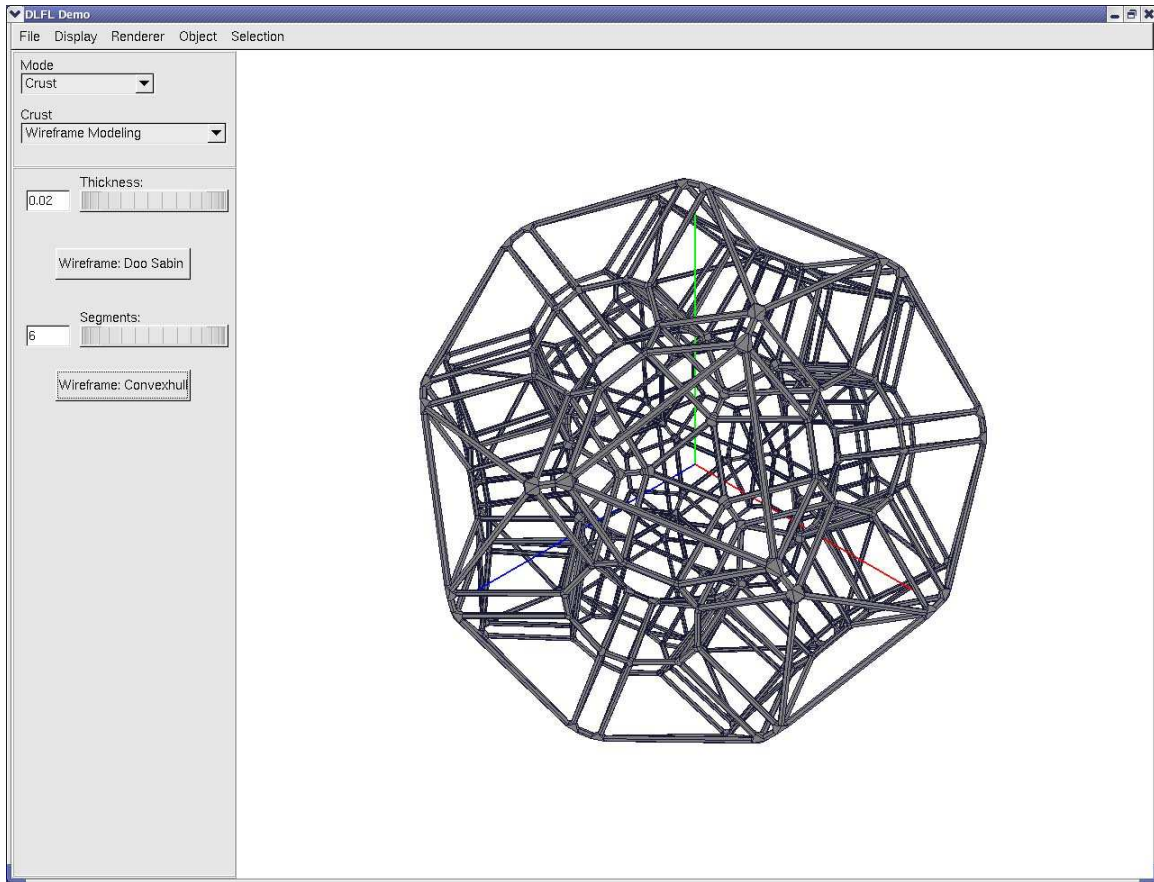 DLFL Demo
File Display Renderer Object Selection
Mode
Crust
Crust
Wireframe Modeling
Thickness:
0.02
Wireframe: Doo Sabin
Segments:
6
Wireframe: Convexhull